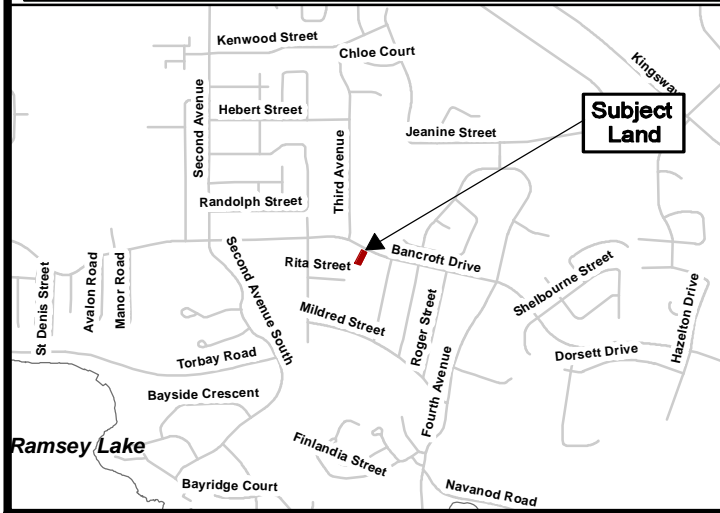 Kenwood Street
Chloe Court
Kingsway
Second Avenue
Hebert Street
Subject
Land
Jeanine Street
Third Avenue
Randolph Street
Bancroft Drive
Rita Street
Second Avenue South
St Denis Street
Avalon Road
Manor Road
Shelbourne Street
Hazelton Drive
Mildred Street
Roger Street
Dorsett Drive
Torbay Road
Fourth Avenue
Bayside Crescent
Ramsey Lake
Finlandia Street
Bayridge Court
Navanod Road